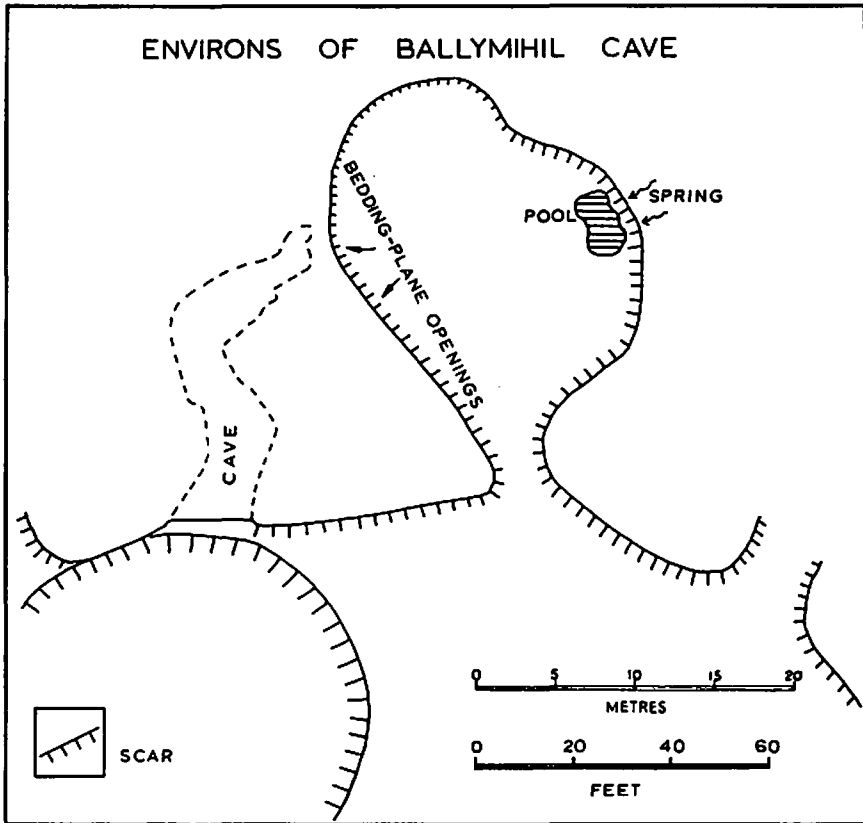 ENVIRONS OF BALLYMIHIL CAVE
BEDDING-PLANE OPENINGS
SPRING
POOL
CAVE
0 5 10 15 20
METRES
0 20 40 60
FEET
SCAR